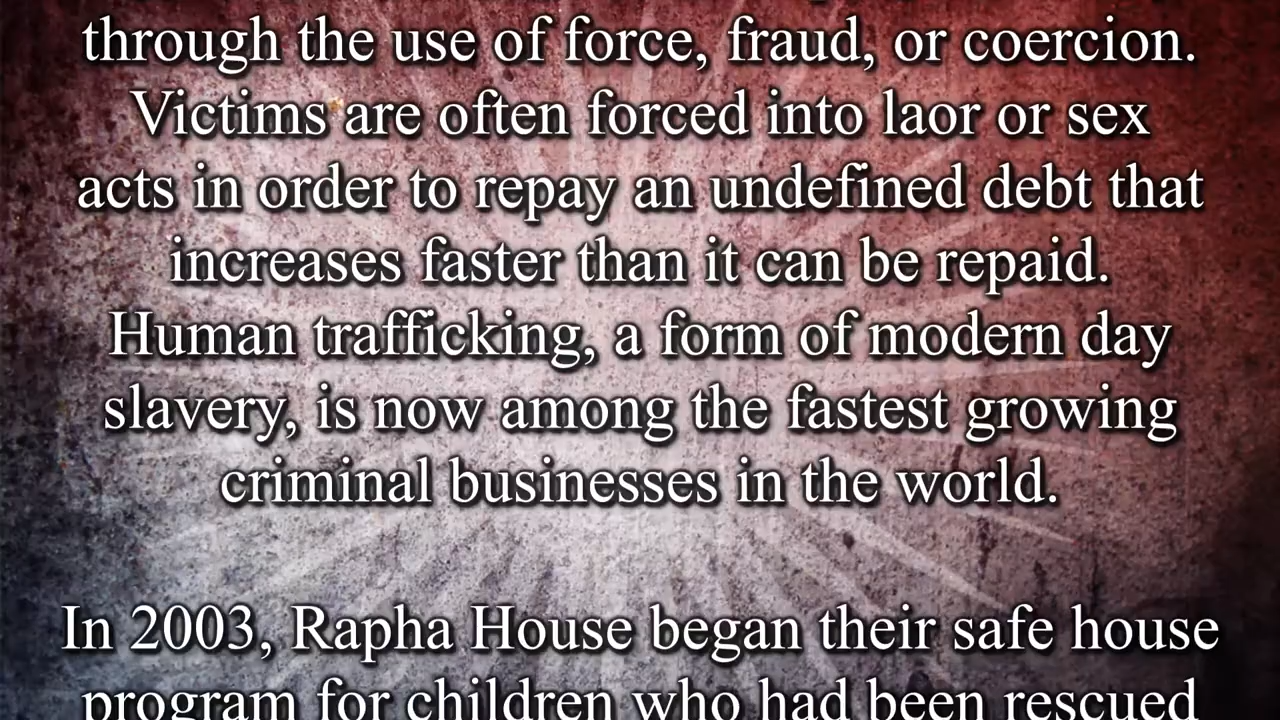 through the use of force, fraud, or coercion.
Victims are often forced into laor or sex
acts in order to repay an undefined debt that
increases faster than it can be repaid.
Human trafficking, a form of modern day
slavery, is now among the fastest growing
criminal businesses in the world.
In 2003, Rapha House began their safe house
program for children who had been rescued